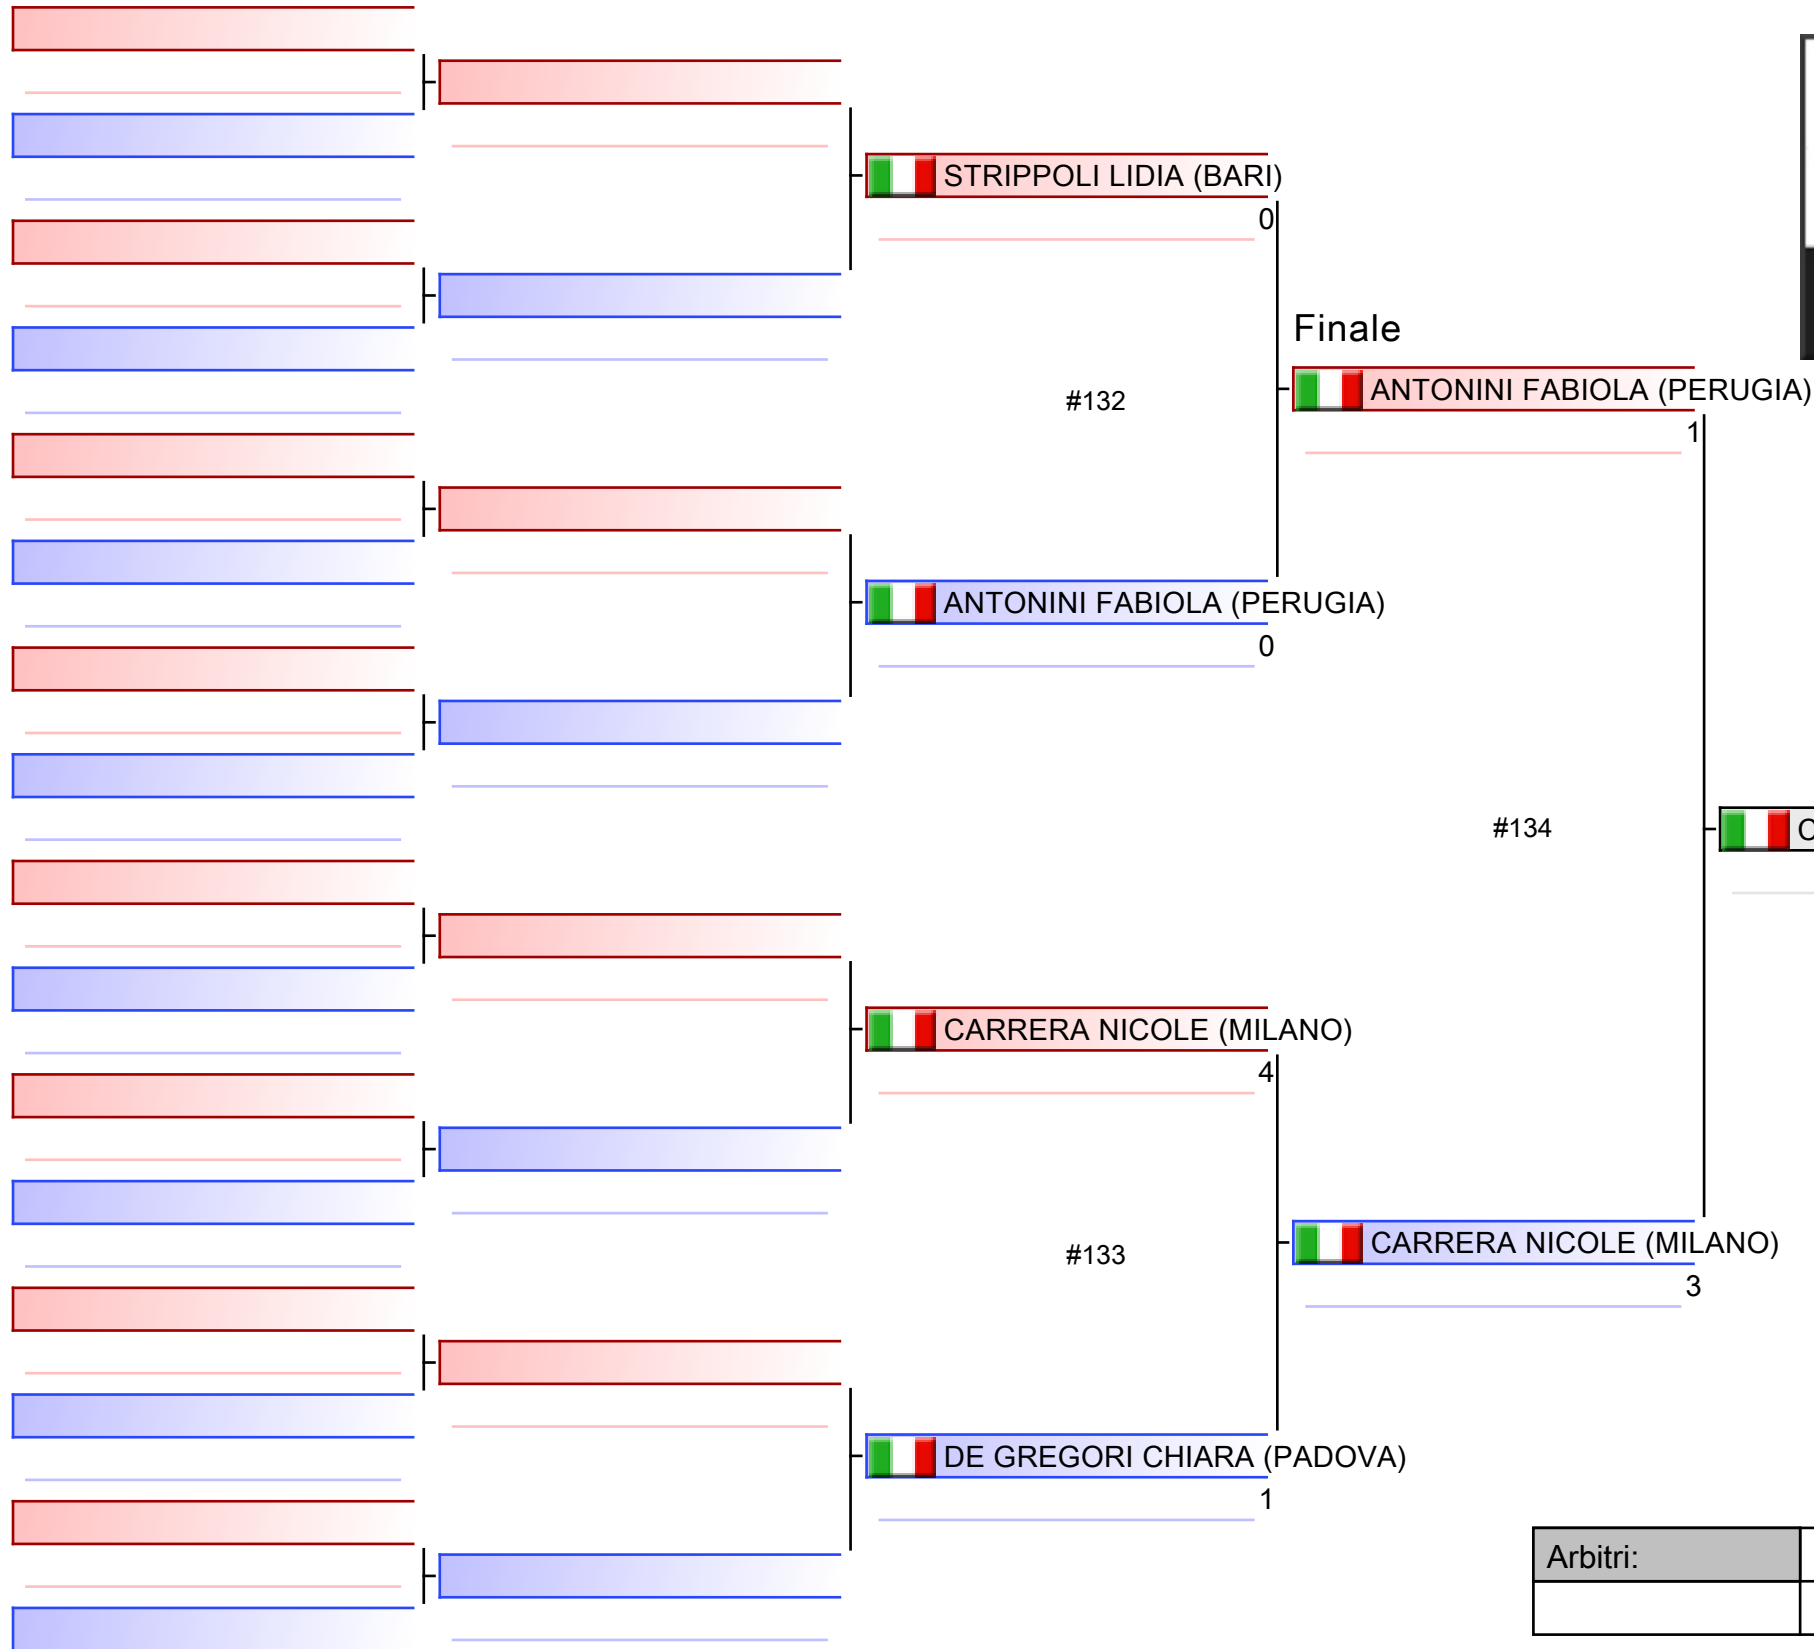 STRIPPOLI LIDIA (BARI)
0
Finale
ANTONINI FABIOLA (PERUGIA)
1
#132
ANTONINI FABIOLA (PERUGIA)
0
#134
C
CARRERA NICOLE (MILANO)
4
#133
CARRERA NICOLE (MILANO)
3
DE GREGORI CHIARA (PADOVA)
1
Arbitri: